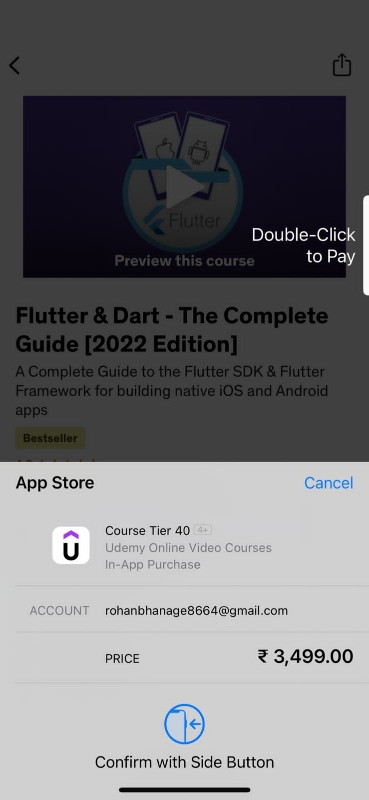 Flutter
Preview this course
Double-Click
to Pay
Flutter & Dart - The Complete
Guide [2022 Edition]
A Complete Guide to the Flutter SDK & Flutter
Framework for building native iOS and Android
apps
Bestseller
App Store
Cancel
Course Tier 40 4+
Udemy Online Video Courses
In-App Purchase
ACCOUNT rohanbhanage8664@gmail.com
PRICE ₹ 3,499.00
Confirm with Side Button